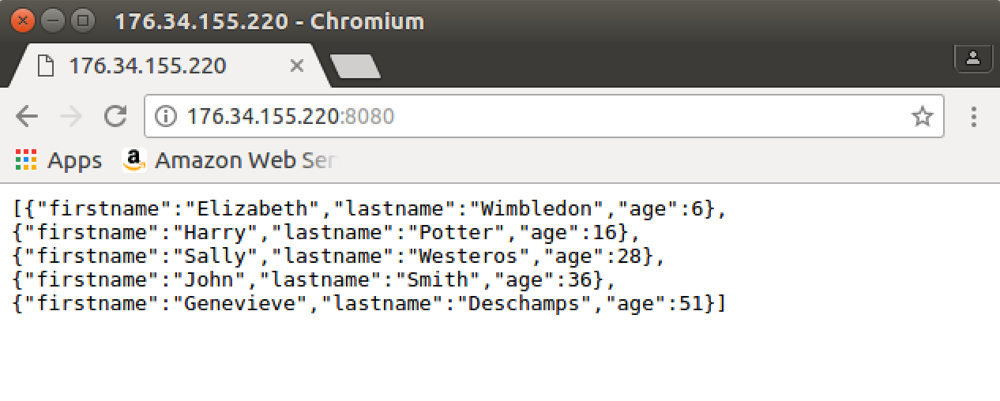 176.34.155.220 - Chromium
176.34.155.220
176.34.155.220:8080
Apps Amazon Web Ser
[{"firstname":"Elizabeth","lastname":"Wimbledon","age":6},
{"firstname":"Harry","lastname":"Potter","age":16},
{"firstname":"Sally","lastname":"Westeros","age":28},
{"firstname":"John","lastname":"Smith","age":36},
{"firstname":"Genevieve","lastname":"Deschamps","age":51}]